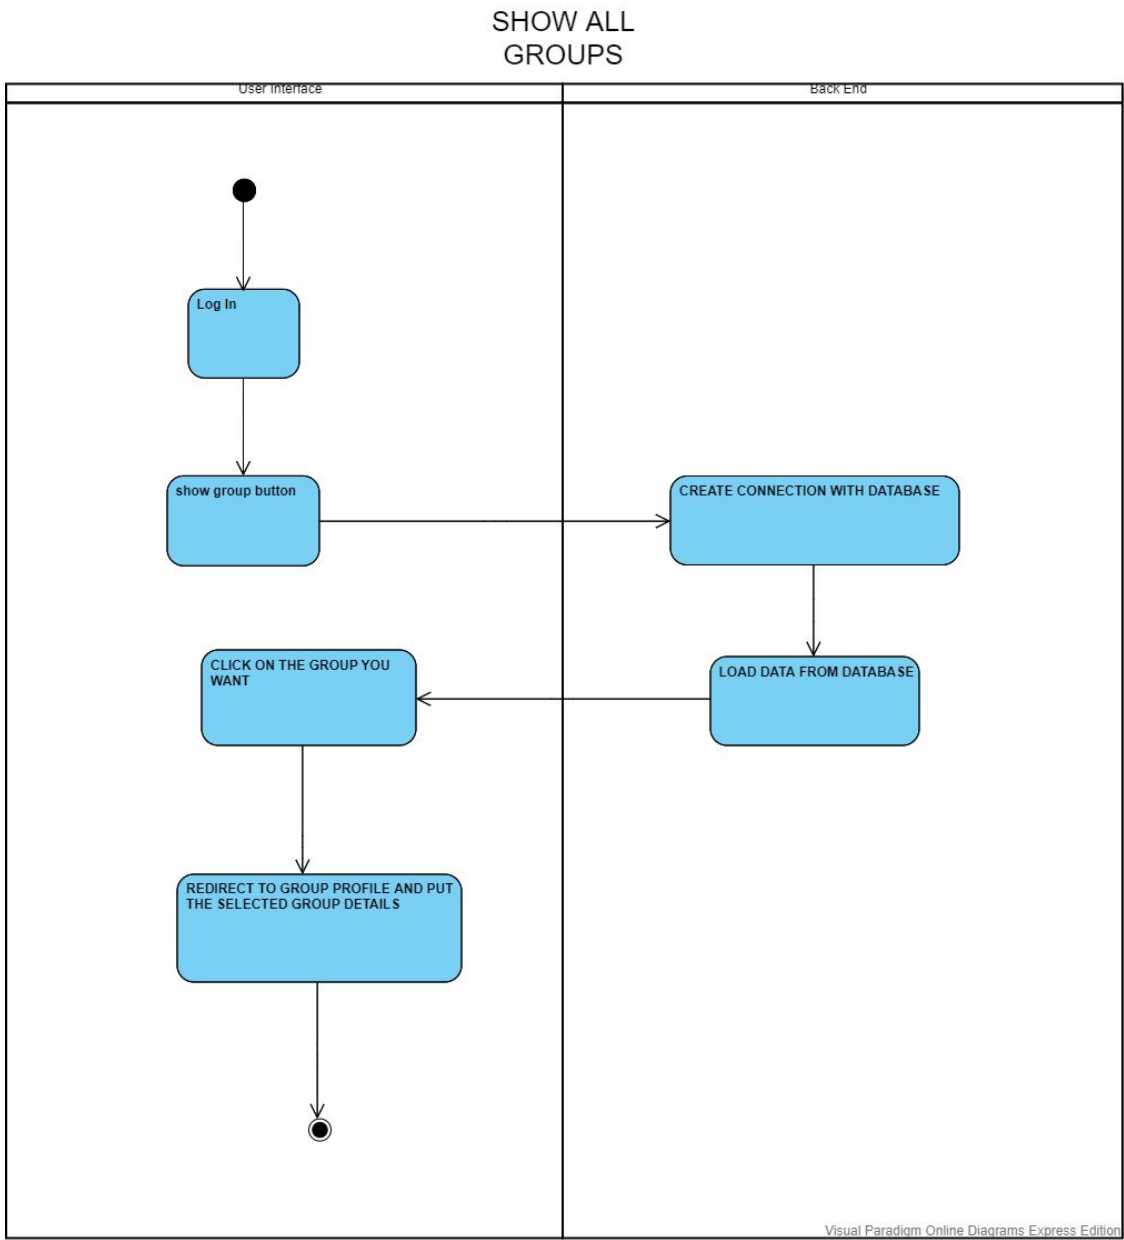 SHOW ALL
GROUPS
User Interface
Back End
Log In
show group button
CREATE CONNECTION WITH DATABASE
CLICK ON THE GROUP YOU
WANT
LOAD DATA FROM DATABASE
REDIRECT TO GROUP PROFILE AND PUT
THE SELECTED GROUP DETAILS
Visual Paradigm Online Diagrams Express Edition